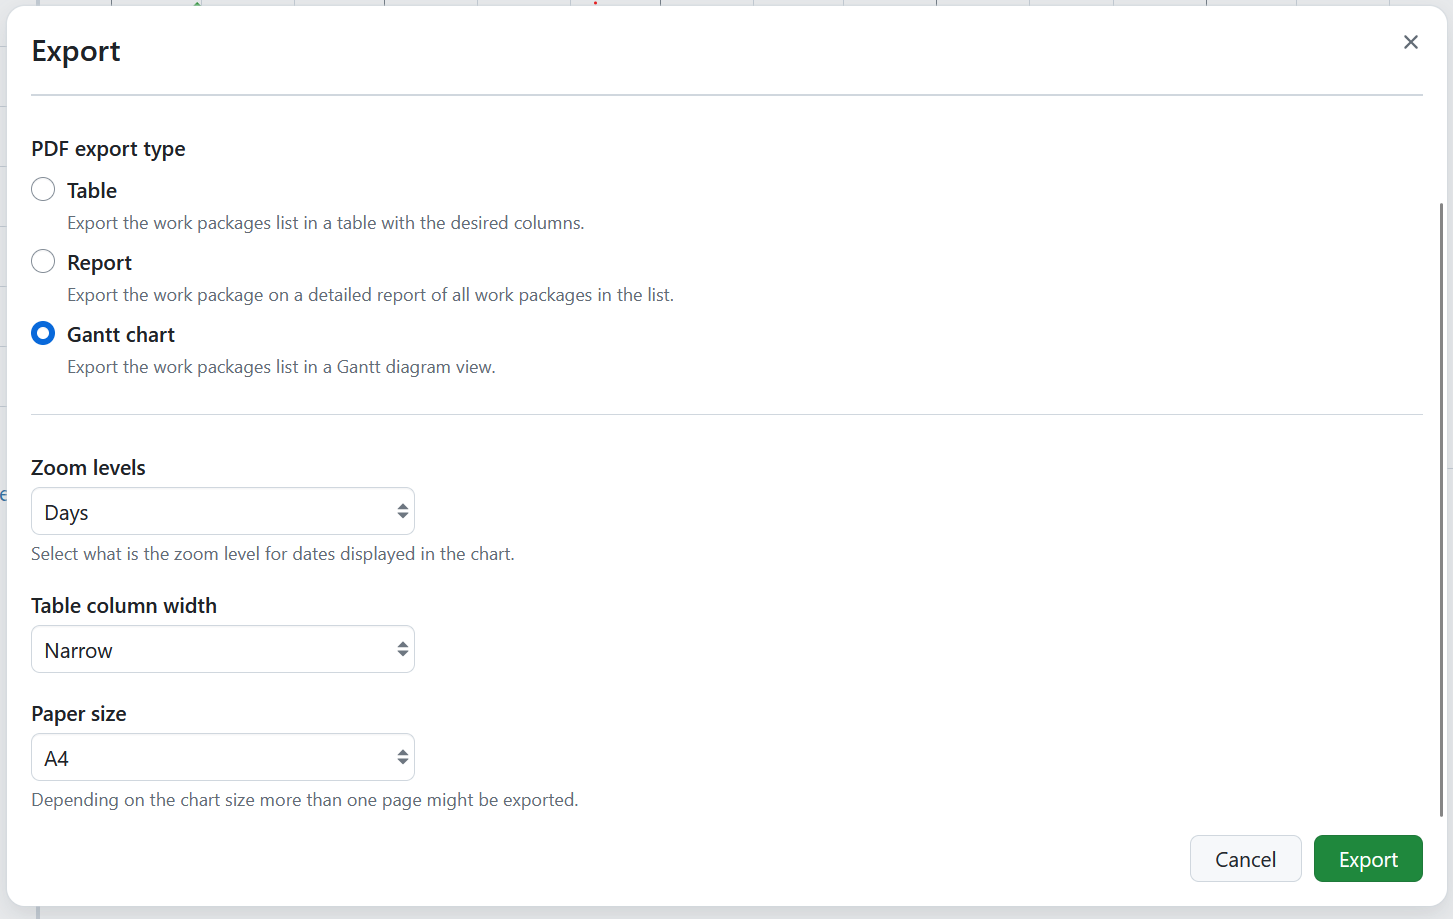 Export
PDF export type
Table
Export the work packages list in a table with the desired columns.
Report
Export the work package on a detailed report of all work packages in the list.
Gantt chart
Export the work packages list in a Gantt diagram view.
Zoom levels
Days
Select what is the zoom level for dates displayed in the chart.
Table column width
Narrow
Paper size
A4
Depending on the chart size more than one page might be exported.
Cancel
Export